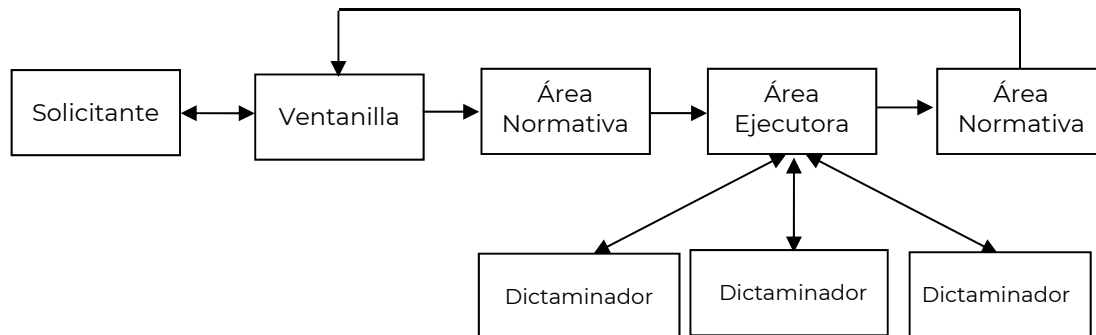 Solicitante
Ventanilla
Área
Normativa
Área
Ejecutora
Área
Normativa
Dictaminador
Dictaminador
Dictaminador